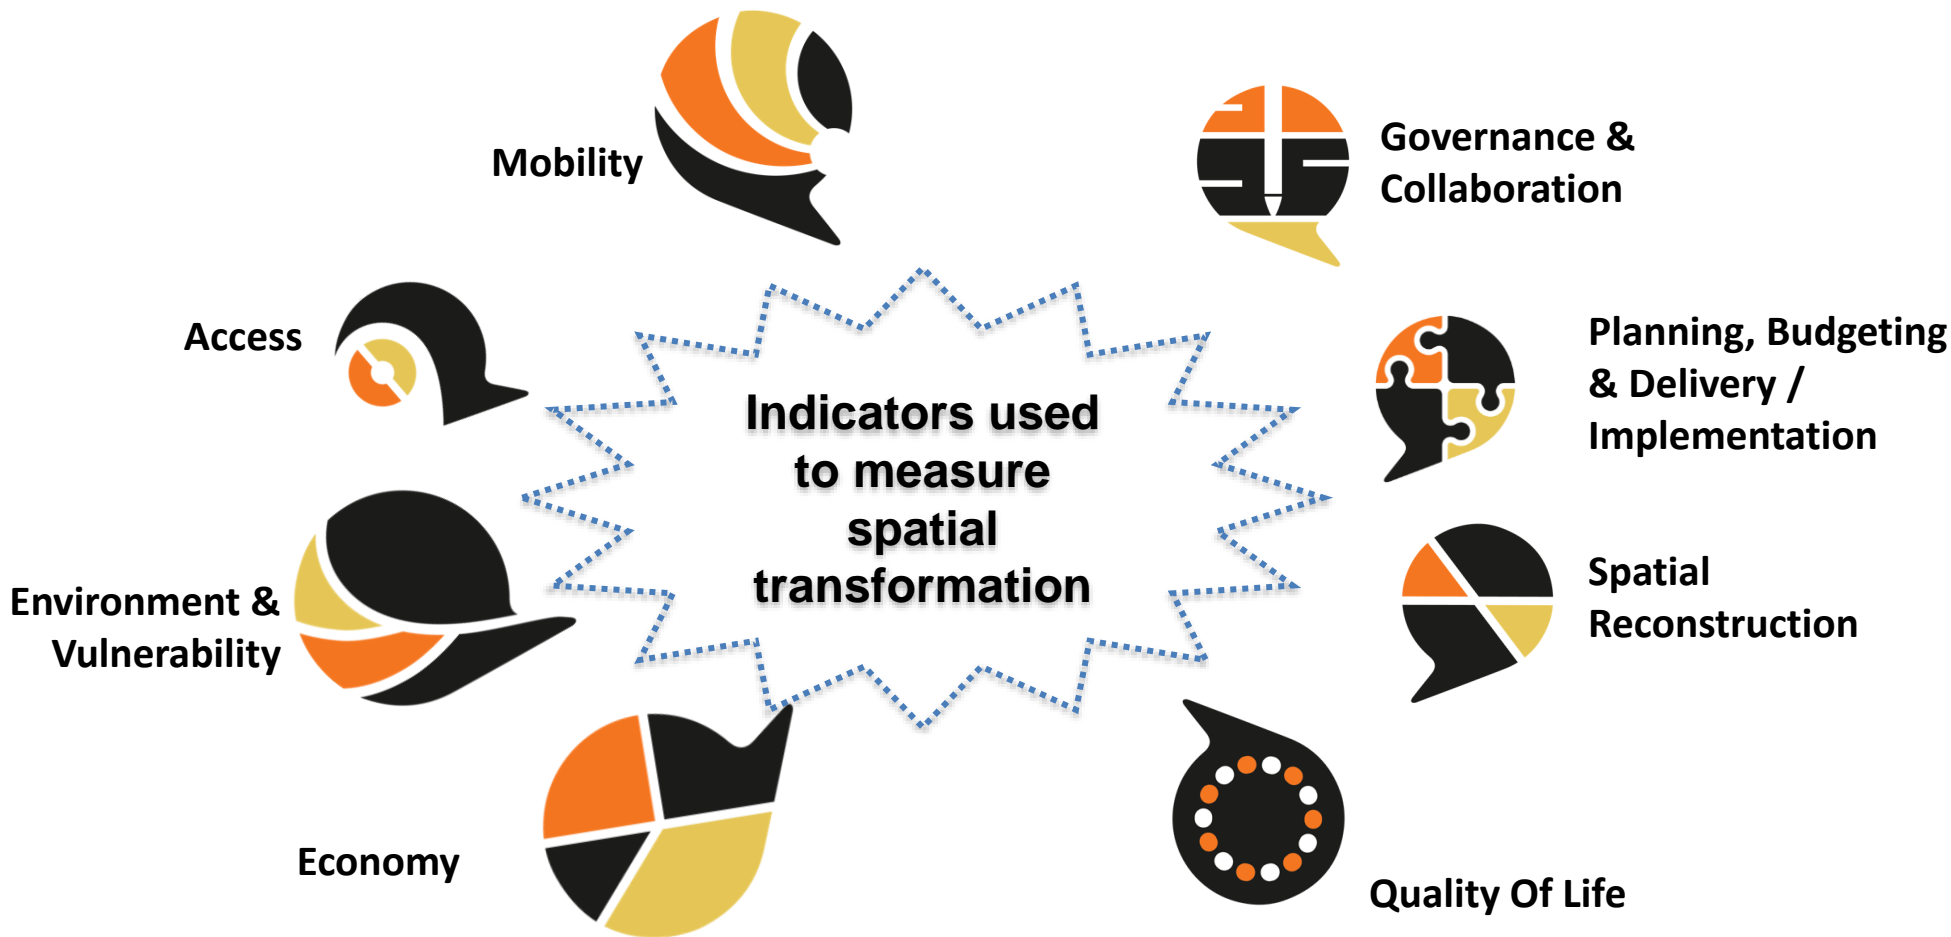 Mobility
Governance &
Collaboration
Access
Planning, Budgeting
& Delivery /
Implementation
Indicators used
to measure
spatial
transformation
Environment &
Vulnerability
Spatial
Reconstruction
Economy
Quality Of Life